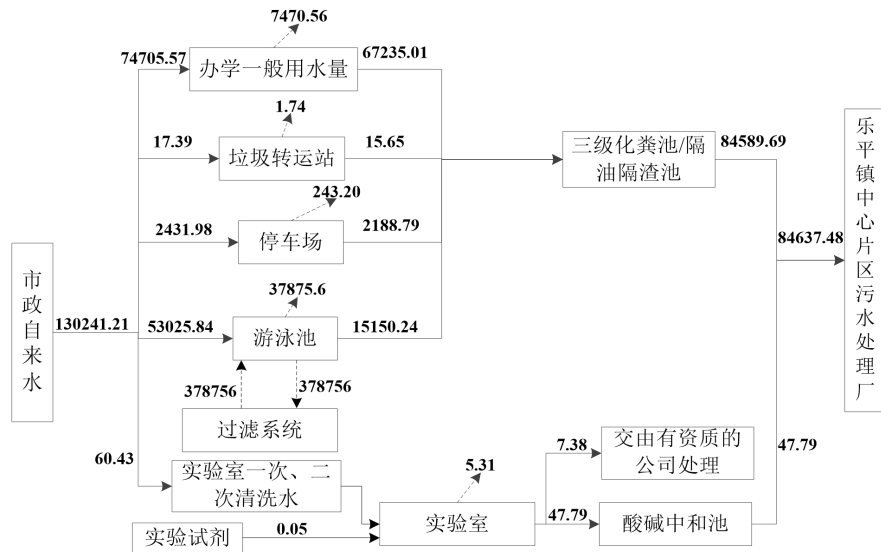 7470.56
74705.57
办学一般用水量
67235.01
1.74
17.39
垃圾转运站
15.65
三级化粪池/隔
油隔渣池
84589.69
243.20
2431.98
停车场
2188.79
84637.48
市政自来水
130241.21
37875.6
53025.84
游泳池
15150.24
378756
378756
过滤系统
乐平镇中心片区污水处理厂
60.43
实验室一次、二
次清洗水
5.31
7.38
交由有资质的
公司处理
47.79
实验试剂
0.05
实验室
47.79
酸碱中和池